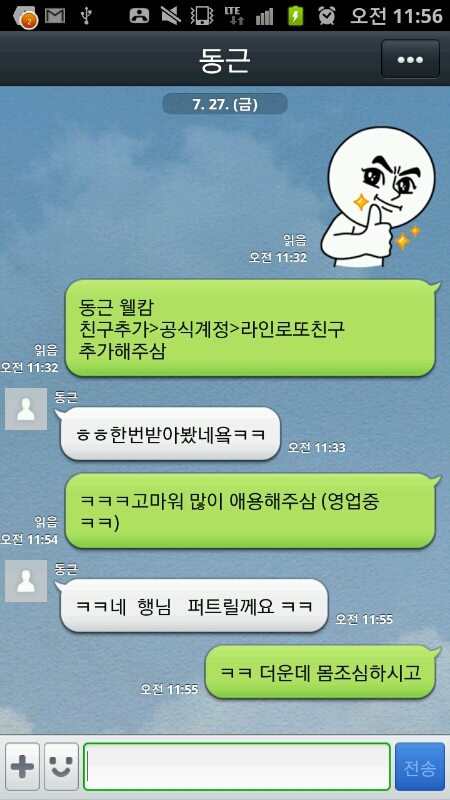 LTE
오전 11:56
동근
7. 27. (금)
읽음
오전 11:32
동근 웰캄
친구추가>공식계정>라인로또친구
추가해주삼
읽음
오전 11:32
동근
ㅎㅎ한번받아봤네욬ㅋㅋ
오전 11:33
ㅋㅋㅋ고마워 많이 애용해주삼 (영업중
ㅋㅋ)
읽음
오전 11:54
동근
ㅋㅋ네 행님 퍼트릴께요 ㅋㅋ
오전 11:55
ㅋㅋ 더운데 몸조심하시고
오전 11:55
전송